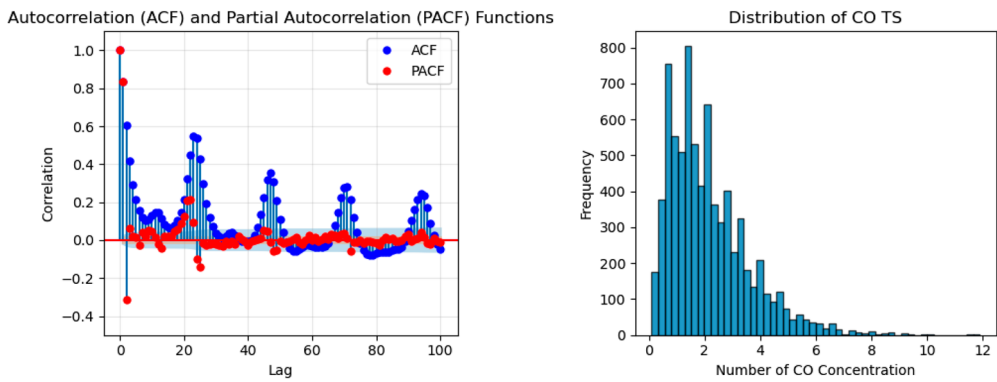 Autocorrelation (ACF) and Partial Autocorrelation (PACF) Functions
1.0
0.8
0.6
0.4
0.2
0.0
−0.2
−0.4
Correlation
ACF
PACF
0 20 40 60 80 100
Lag
Distribution of CO TS
800
700
600
500
400
300
200
100
0
Frequency
0 2 4 6 8 10 12
Number of CO Concentration